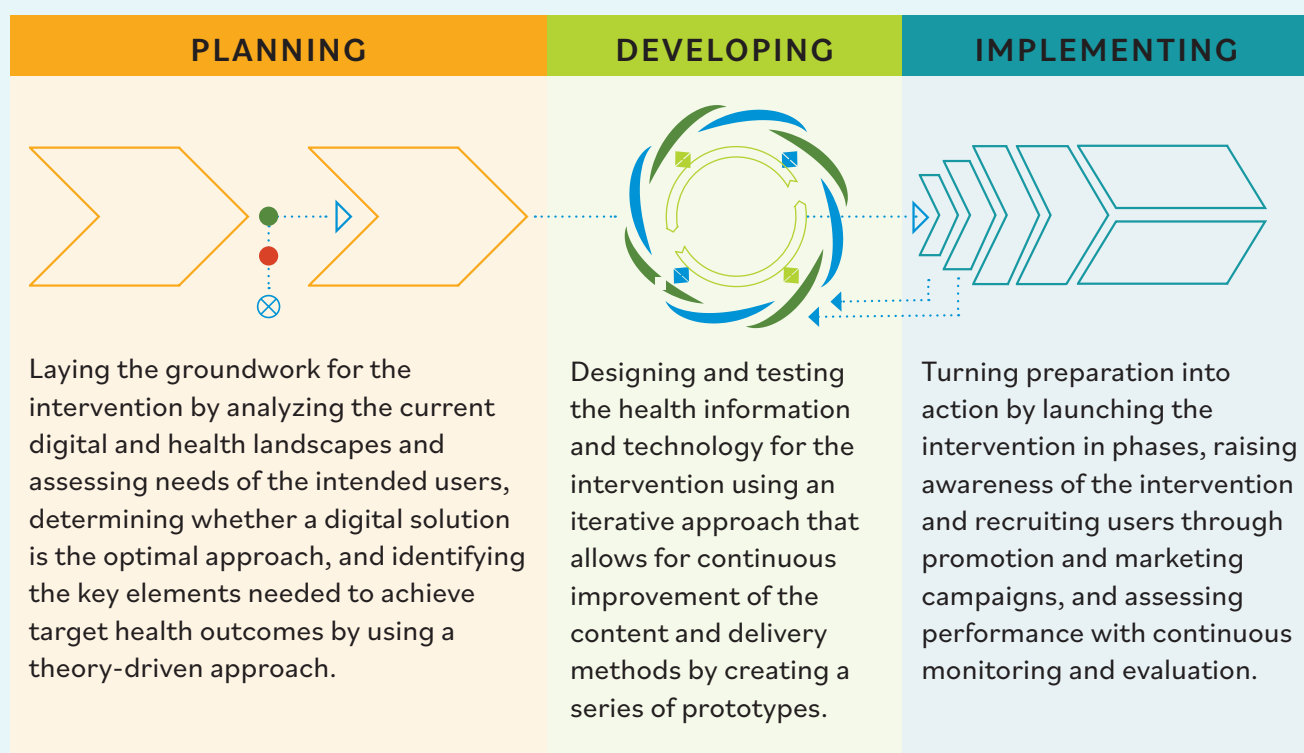 PLANNING
Laying the groundwork for the
intervention by analyzing the current
digital and health landscapes and
assessing needs of the intended users,
determining whether a digital solution
is the optimal approach, and identifying
the key elements needed to achieve
target health outcomes by using a
theory-driven approach.
DEVELOPING
Designing and testing
the health information
and technology for the
intervention using an
iterative approach that
allows for continuous
improvement of the
content and delivery
methods by creating a
series of prototypes.
IMPLEMENTING
Turning preparation into
action by launching the
intervention in phases, raising
awareness of the intervention
and recruiting users through
promotion and marketing
campaigns, and assessing
performance with continuous
monitoring and evaluation.